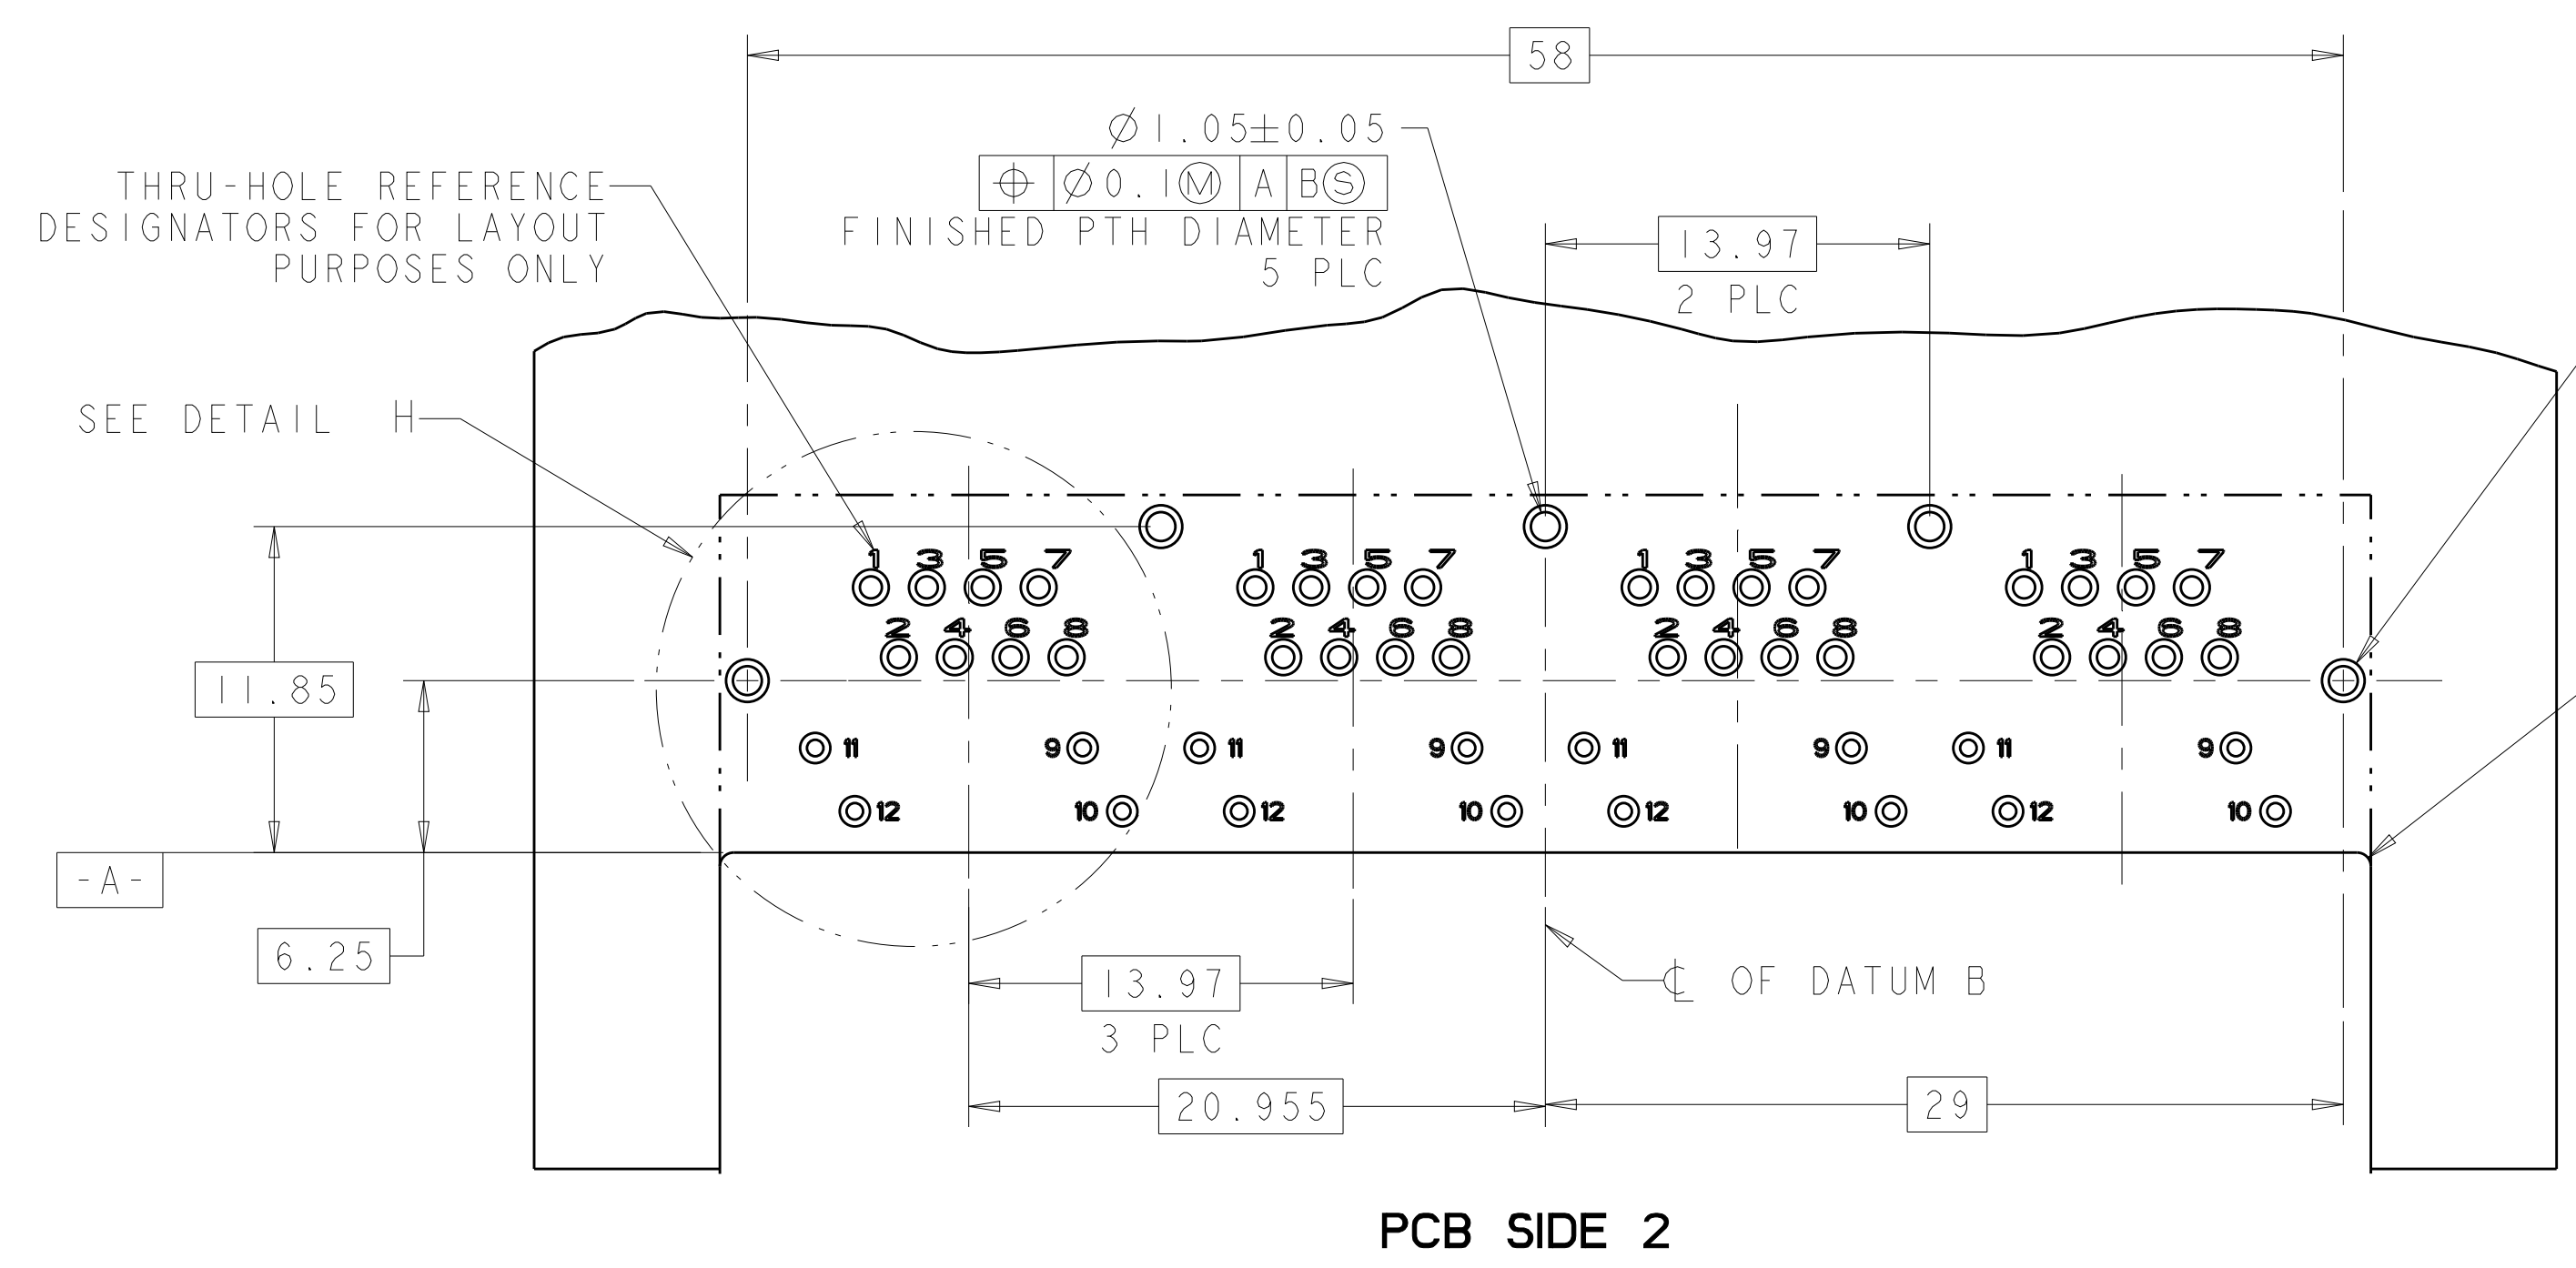 58
Ø1.05±0.05
⌖ Ø0.1Ⓜ A BⓈ
FINISHED PTH DIAMETER
5 PLC
THRU-HOLE REFERENCE
DESIGNATORS FOR LAYOUT
PURPOSES ONLY
13.97
2 PLC
SEE DETAIL H
1 3 5 7 1 3 5 7 1 3 5 7 1 3 5 7
2 4 6 8 2 4 6 8 2 4 6 8 2 4 6 8
11.85
11 9 11 9 11 9 11 9
12 10 12 10 12 10 12 10
-A-
6.25
13.97
3 PLC
℄ OF DATUM B
20.955
29
PCB SIDE 2